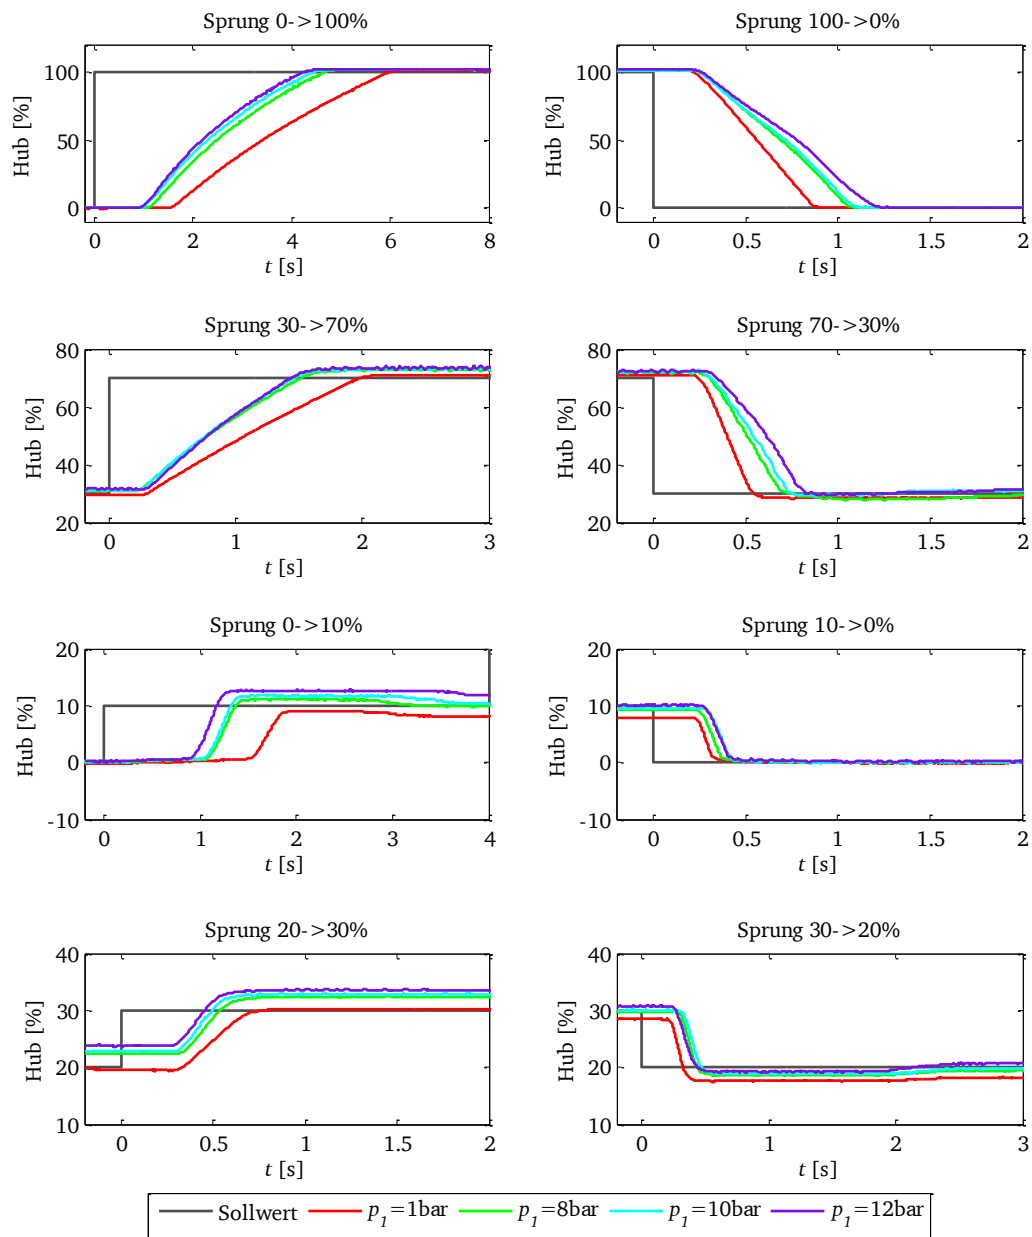 Sprung 0->100%
Hub [%]
100
50
0
0 2 4 6 8
t [s]
Sprung 100->0%
Hub [%]
100
50
0
0 0.5 1 1.5 2
t [s]
Sprung 30->70%
Hub [%]
80
60
40
20
0 1 2 3
t [s]
Sprung 70->30%
Hub [%]
80
60
40
20
0 0.5 1 1.5 2
t [s]
Sprung 0->10%
Hub [%]
20
10
0
-10
0 1 2 3 4
t [s]
Sprung 10->0%
Hub [%]
20
10
0
-10
0 0.5 1 1.5 2
t [s]
Sprung 20->30%
Hub [%]
40
30
20
10
0 0.5 1 1.5 2
t [s]
Sprung 30->20%
Hub [%]
40
30
20
10
0 1 2 3
t [s]
Sollwert p1=1bar p1=8bar p1=10bar p1=12bar